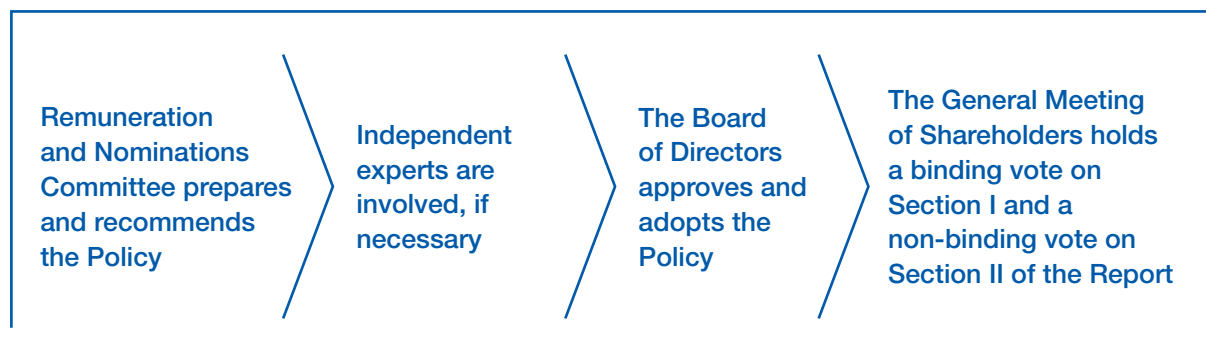 Remuneration
and Nominations
Committee prepares
and recommends
the Policy
Independent
experts are
involved, if
necessary
The Board
of Directors
approves and
adopts the
Policy
The General Meeting
of Shareholders holds
a binding vote on
Section I and a
non-binding vote on
Section II of the Report